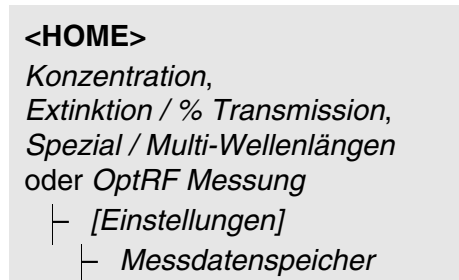 <HOME>
Konzentration,
Extinktion / % Transmission,
Spezial / Multi-Wellenlängen
oder OptRF Messung
– [Einstellungen]
– Messdatenspeicher